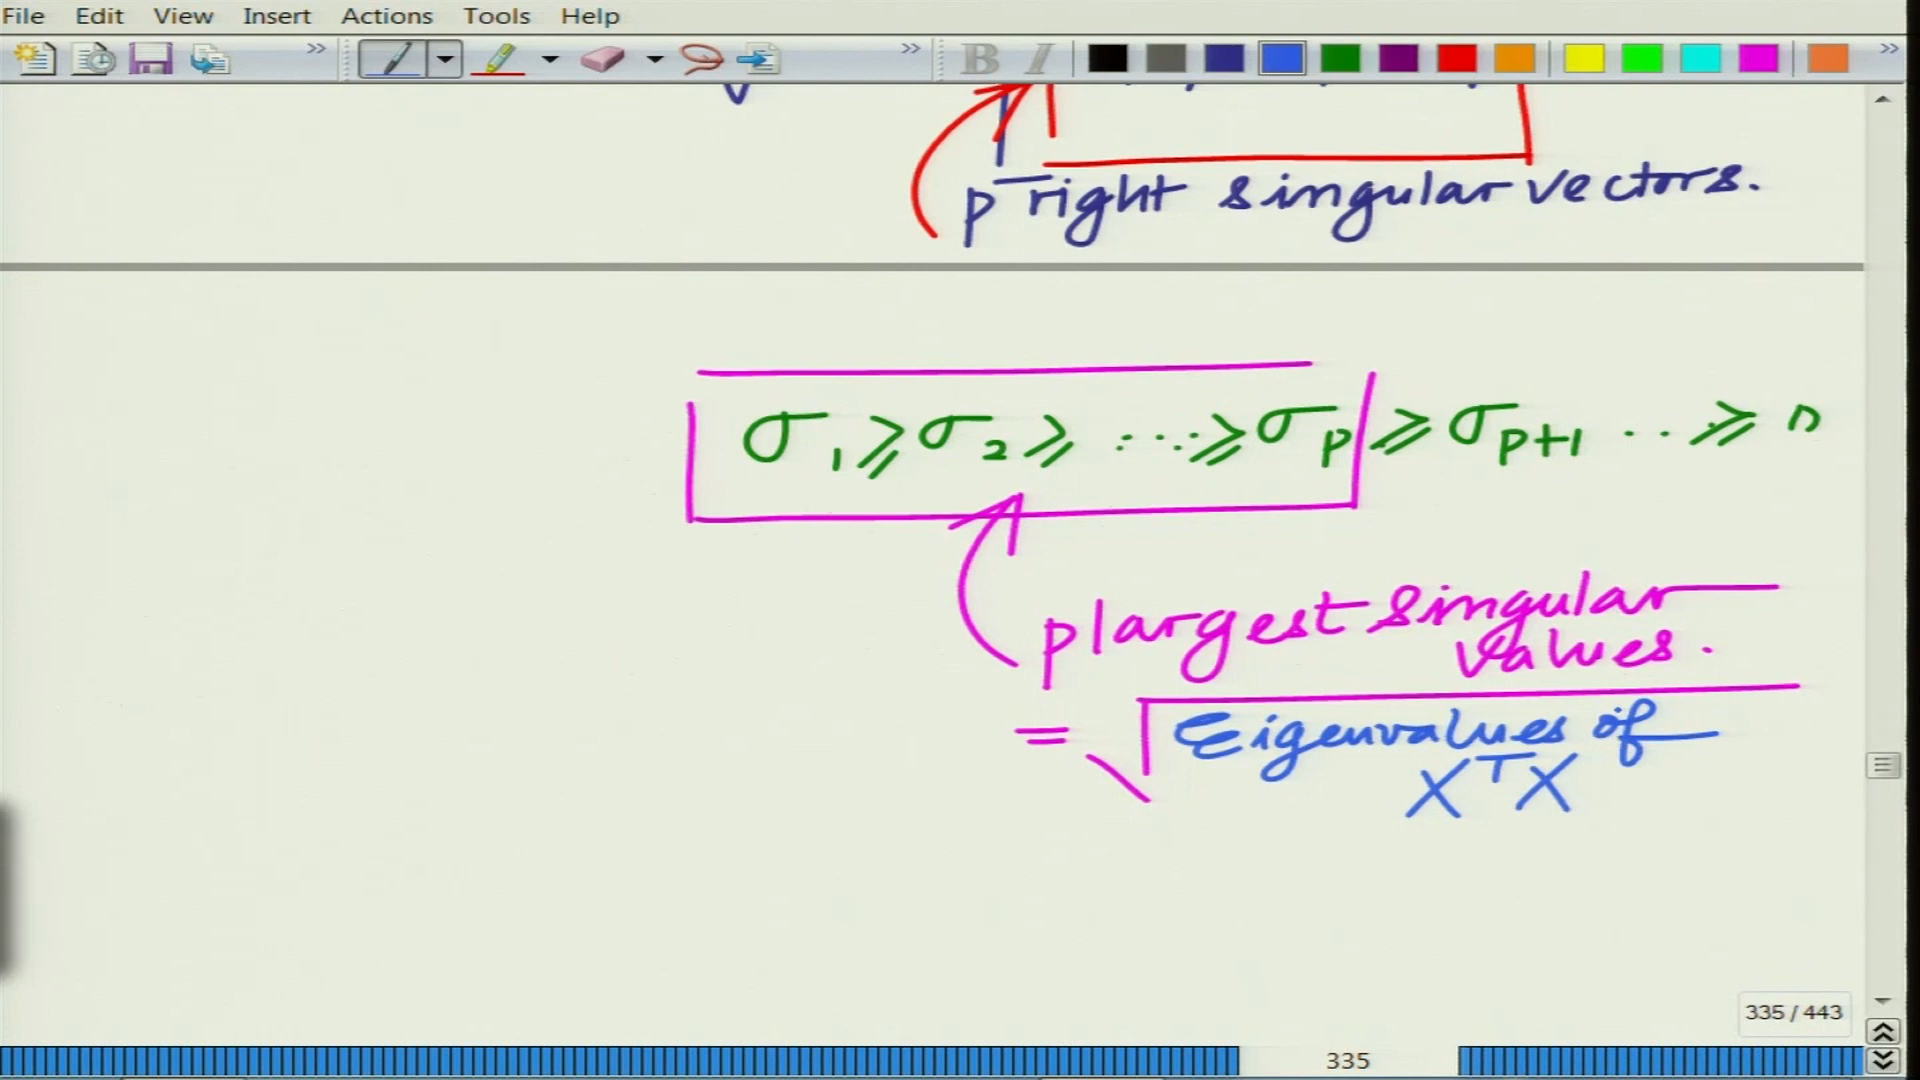 File Edit View Insert Actions Tools Help
B I
p right singular vectors.
σ₁ ≥ σ₂ ≥ ... ≥ σₚ ≥ σₚ₊₁ ... ≥ 0
p largest singular
values.
= √ Eigenvalues of
XᵀX
335 / 443
335